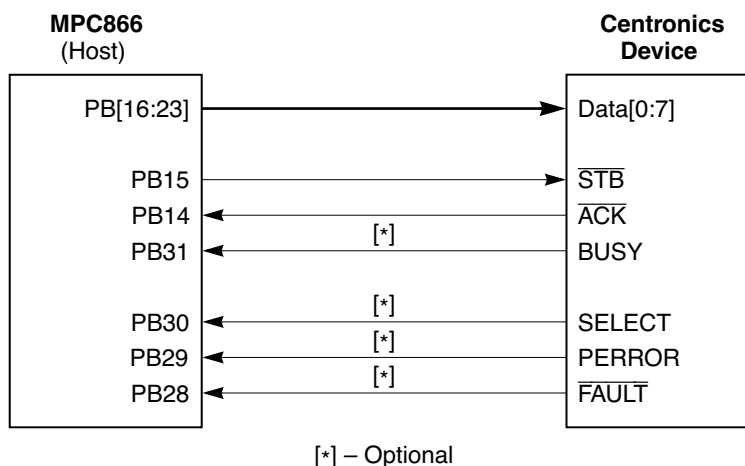 MPC866
(Host)
Centronics
Device
PB[16:23]
Data[0:7]
PB15
STB
PB14
ACK
[*]
PB31
BUSY
[*]
PB30
SELECT
[*]
PB29
PERROR
[*]
PB28
FAULT
[*] – Optional